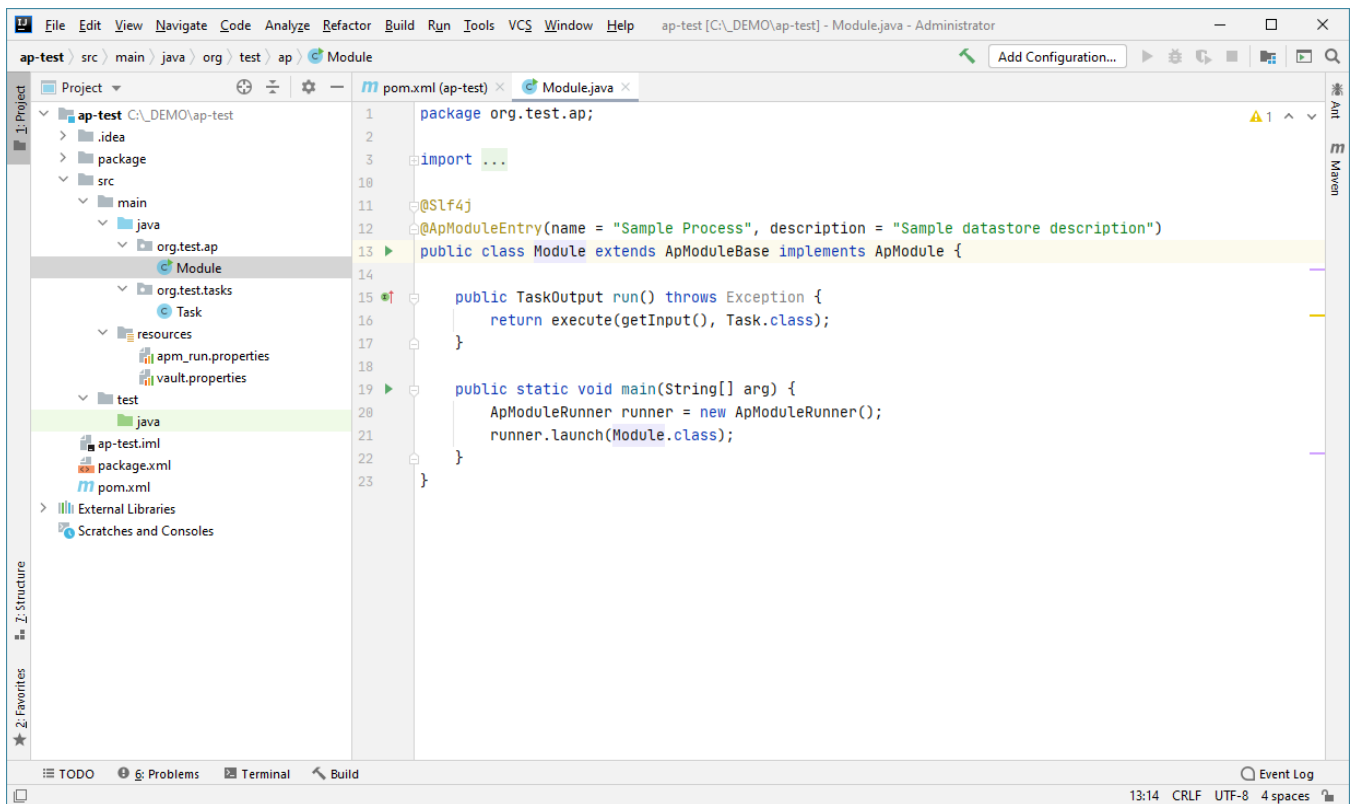 File Edit View Navigate Code Analyze Refactor Build Run Tools VCS Window Help ap-test [C:\_DEMO\ap-test] - Module.java - Administrator
ap-test src main java org test ap Module
Add Configuration...
1: Project
7: Structure
2: Favorites
Project
ap-test C:\_DEMO\ap-test
.idea
package
src
main
java
org.test.ap
Module
org.test.tasks
Task
resources
apm_run.properties
vault.properties
test
java
ap-test.iml
package.xml
pom.xml
External Libraries
Scratches and Consoles
pom.xml (ap-test) Module.java
1 package org.test.ap;
2
3 import ...
10
11 @Slf4j
12 @ApModuleEntry(name = "Sample Process", description = "Sample datastore description")
13 public class Module extends ApModuleBase implements ApModule {
14
15 public TaskOutput run() throws Exception {
16 return execute(getInput(), Task.class);
17 }
18
19 public static void main(String[] arg) {
20 ApModuleRunner runner = new ApModuleRunner();
21 runner.launch(Module.class);
22 }
23 }
1
Ant
Maven
TODO 6: Problems Terminal Build Event Log
13:14 CRLF UTF-8 4 spaces